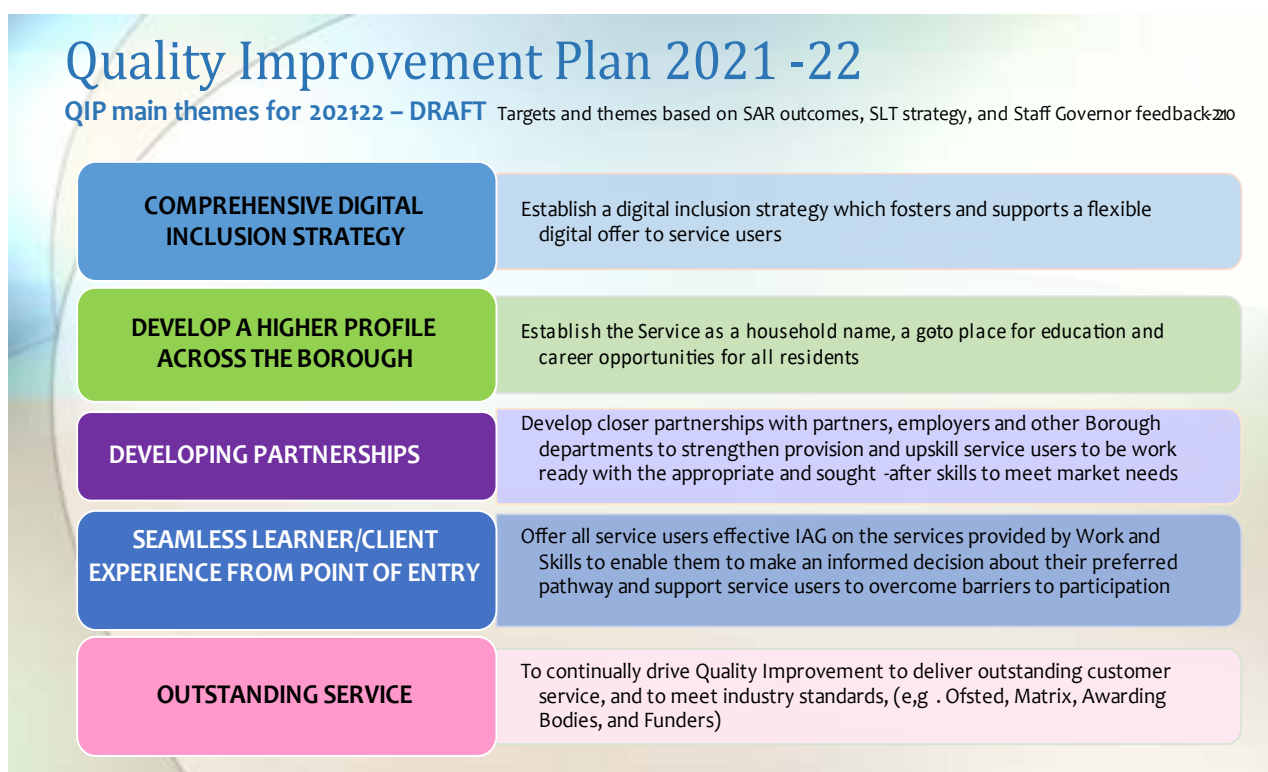 Quality Improvement Plan 2021 -22
QIP main themes for 2021-22 – DRAFT Targets and themes based on SAR outcomes, SLT strategy, and Staff Governor feedback
COMPREHENSIVE DIGITAL
INCLUSION STRATEGY
Establish a digital inclusion strategy which fosters and supports a flexible
digital offer to service users
DEVELOP A HIGHER PROFILE
ACROSS THE BOROUGH
Establish the Service as a household name, a go-to place for education and
career opportunities for all residents
DEVELOPING PARTNERSHIPS
Develop closer partnerships with partners, employers and other Borough
departments to strengthen provision and upskill service users to be work
ready with the appropriate and sought -after skills to meet market needs
SEAMLESS LEARNER/CLIENT
EXPERIENCE FROM POINT OF ENTRY
Offer all service users effective IAG on the services provided by Work and
Skills to enable them to make an informed decision about their preferred
pathway and support service users to overcome barriers to participation
OUTSTANDING SERVICE
To continually drive Quality Improvement to deliver outstanding customer
service, and to meet industry standards, (e,g . Ofsted, Matrix, Awarding
Bodies, and Funders)